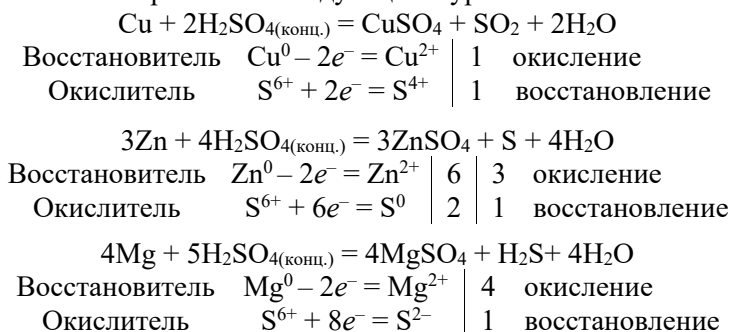 Cu + 2H₂SO₄₍конц.₎ = CuSO₄ + SO₂ + 2H₂O
Восстановитель Cu⁰ – 2e⁻ = Cu²⁺ | 1 окисление
Окислитель S⁶⁺ + 2e⁻ = S⁴⁺ | 1 восстановление
3Zn + 4H₂SO₄₍конц.₎ = 3ZnSO₄ + S + 4H₂O
Восстановитель Zn⁰ – 2e⁻ = Zn²⁺ | 6 | 3 окисление
Окислитель S⁶⁺ + 6e⁻ = S⁰ | 2 | 1 восстановление
4Mg + 5H₂SO₄₍конц.₎ = 4MgSO₄ + H₂S+ 4H₂O
Восстановитель Mg⁰ – 2e⁻ = Mg²⁺ | 4 окисление
Окислитель S⁶⁺ + 8e⁻ = S²⁻ | 1 восстановление